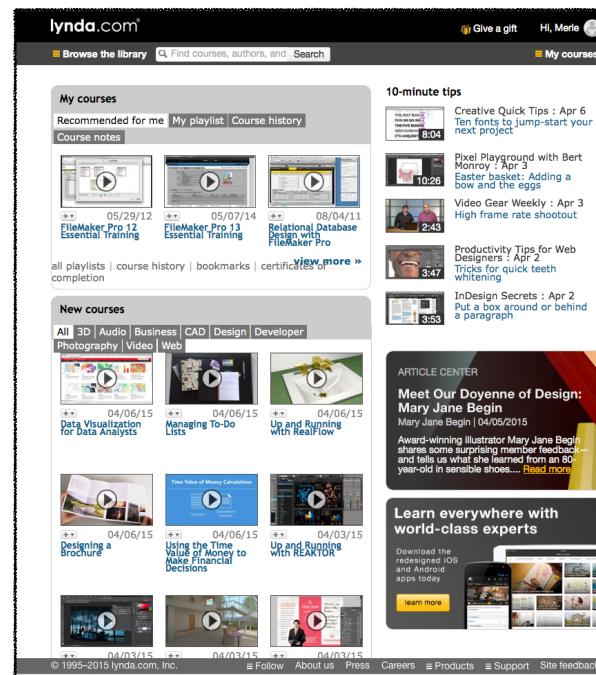 lynda.com
Give a gift
Hi, Merle
Browse the library
Find courses, authors, and
Search
My courses
My courses
Recommended for me
My playlist
Course history
Course notes
05/29/12
FileMaker Pro 12
Essential Training
05/07/14
FileMaker Pro 13
Essential Training
08/04/11
Relational Database
Design with
FileMaker Pro
view more »
all playlists | course history | bookmarks | certificates of
completion
New courses
All
3D
Audio
Business
CAD
Design
Developer
Photography
Video
Web
04/06/15
Data Visualization
for Data Analysts
04/06/15
Managing To-Do
Lists
04/06/15
Up and Running
with RealFlow
04/06/15
Designing a
Brochure
Time Value of Money Calculations
04/06/15
Using the Time
Value of Money to
Make Financial
Decisions
04/03/15
Up and Running
with REAKTOR
04/03/15
04/03/15
04/03/15
10-minute tips
8:04
Creative Quick Tips : Apr 6
Ten fonts to jump-start your
next project
10:26
Pixel Playground with Bert
Monroy : Apr 3
Easter basket: Adding a
bow and the eggs
2:43
Video Gear Weekly : Apr 3
High frame rate shootout
3:47
Productivity Tips for Web
Designers : Apr 2
Tricks for quick teeth
whitening
3:53
InDesign Secrets : Apr 2
Put a box around or behind
a paragraph
ARTICLE CENTER
Meet Our Doyenne of Design:
Mary Jane Begin
Mary Jane Begin | 04/05/2015
Award-winning illustrator Mary Jane Begin
shares some surprising member feedback—
and tells us what she learned from an 80-
year-old in sensible shoes.... Read more
Learn everywhere with
world-class experts
Download the
redesigned iOS
and Android
apps today
learn more
© 1995–2015 lynda.com, Inc.
Follow
About us
Press
Careers
Products
Support
Site feedback